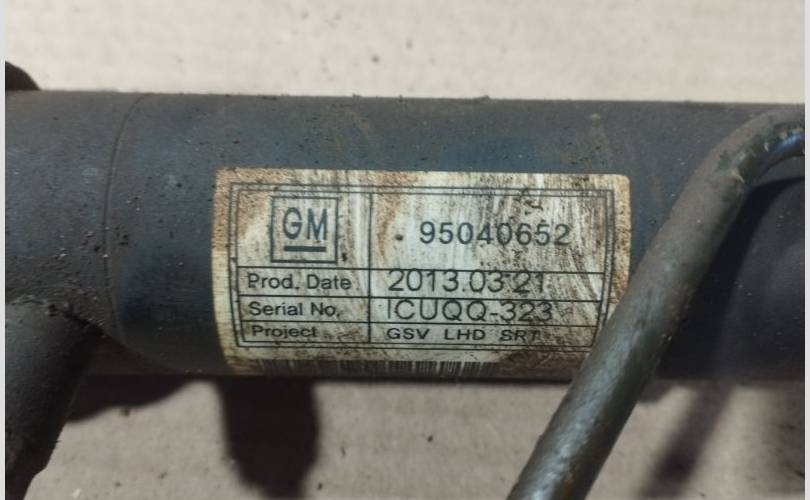 GM 95040652
Prod. Date 2013.03.21
Serial No. ICUQQ-323
Project GSV LHD SRT